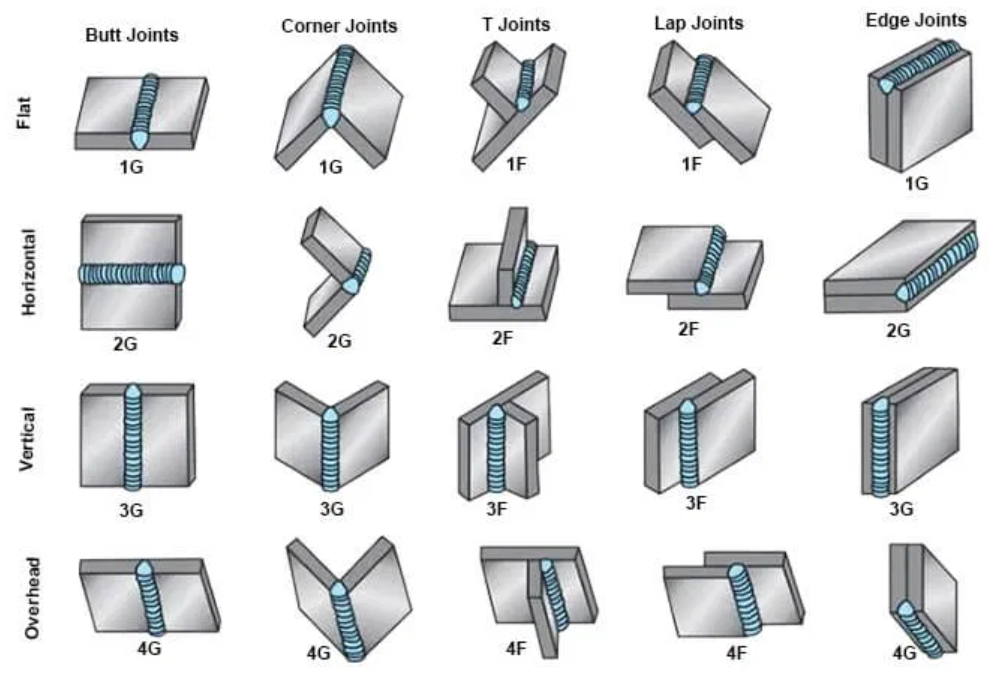 Butt Joints
Corner Joints
T Joints
Lap Joints
Edge Joints
Flat
1G
1G
1F
1F
1G
Horizontal
2G
2G
2F
2F
2G
Vertical
3G
3G
3F
3F
3G
Overhead
4G
4G
4F
4F
4G